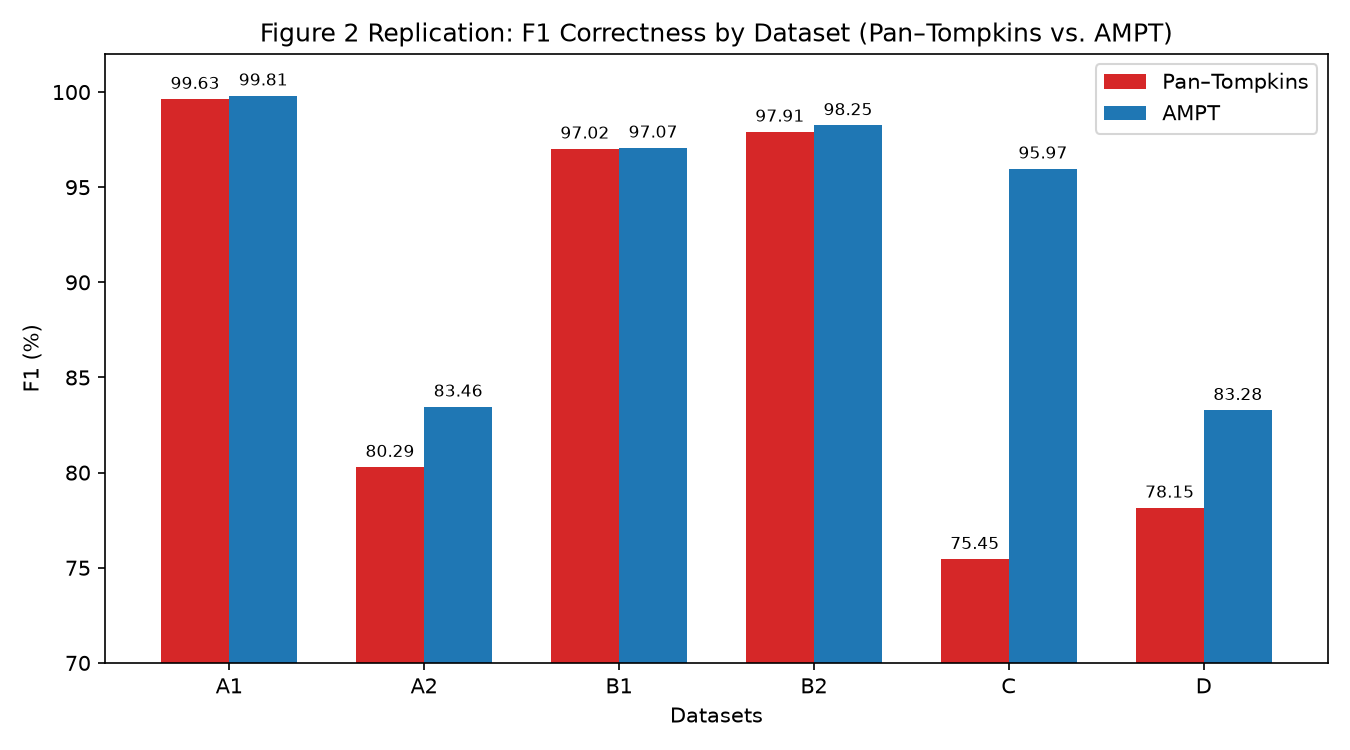 Figure 2 Replication: F1 Correctness by Dataset (Pan–Tompkins vs. AMPT)
Pan–Tompkins
AMPT
99.63
99.81
80.29
83.46
97.02
97.07
97.91
98.25
75.45
95.97
78.15
83.28
F1 (%)
100
95
90
85
80
75
70
A1
A2
B1
B2
C
D
Datasets